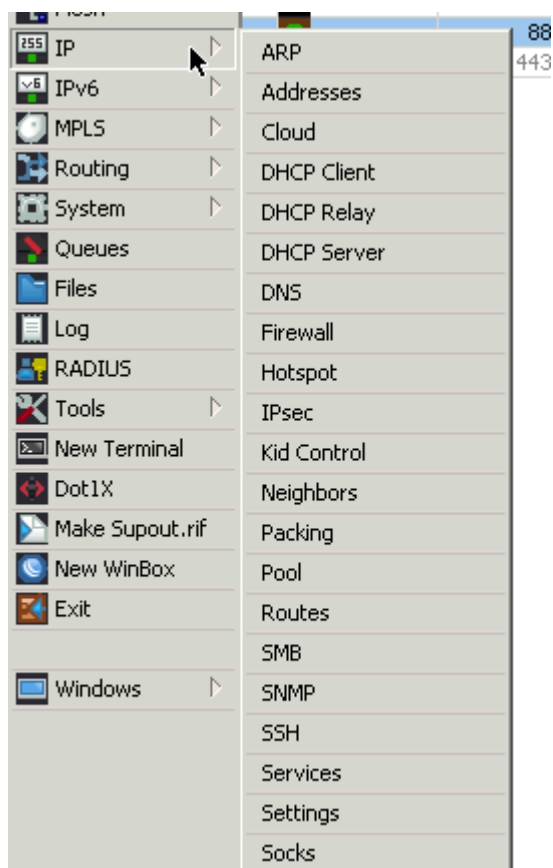 255 IP
v6 IPv6
MPLS
Routing
System
Queues
Files
Log
RADIUS
Tools
New Terminal
Dot1X
Make Supout.rif
New WinBox
Exit
Windows
ARP
Addresses
Cloud
DHCP Client
DHCP Relay
DHCP Server
DNS
Firewall
Hotspot
IPsec
Kid Control
Neighbors
Packing
Pool
Routes
SMB
SNMP
SSH
Services
Settings
Socks
88
443